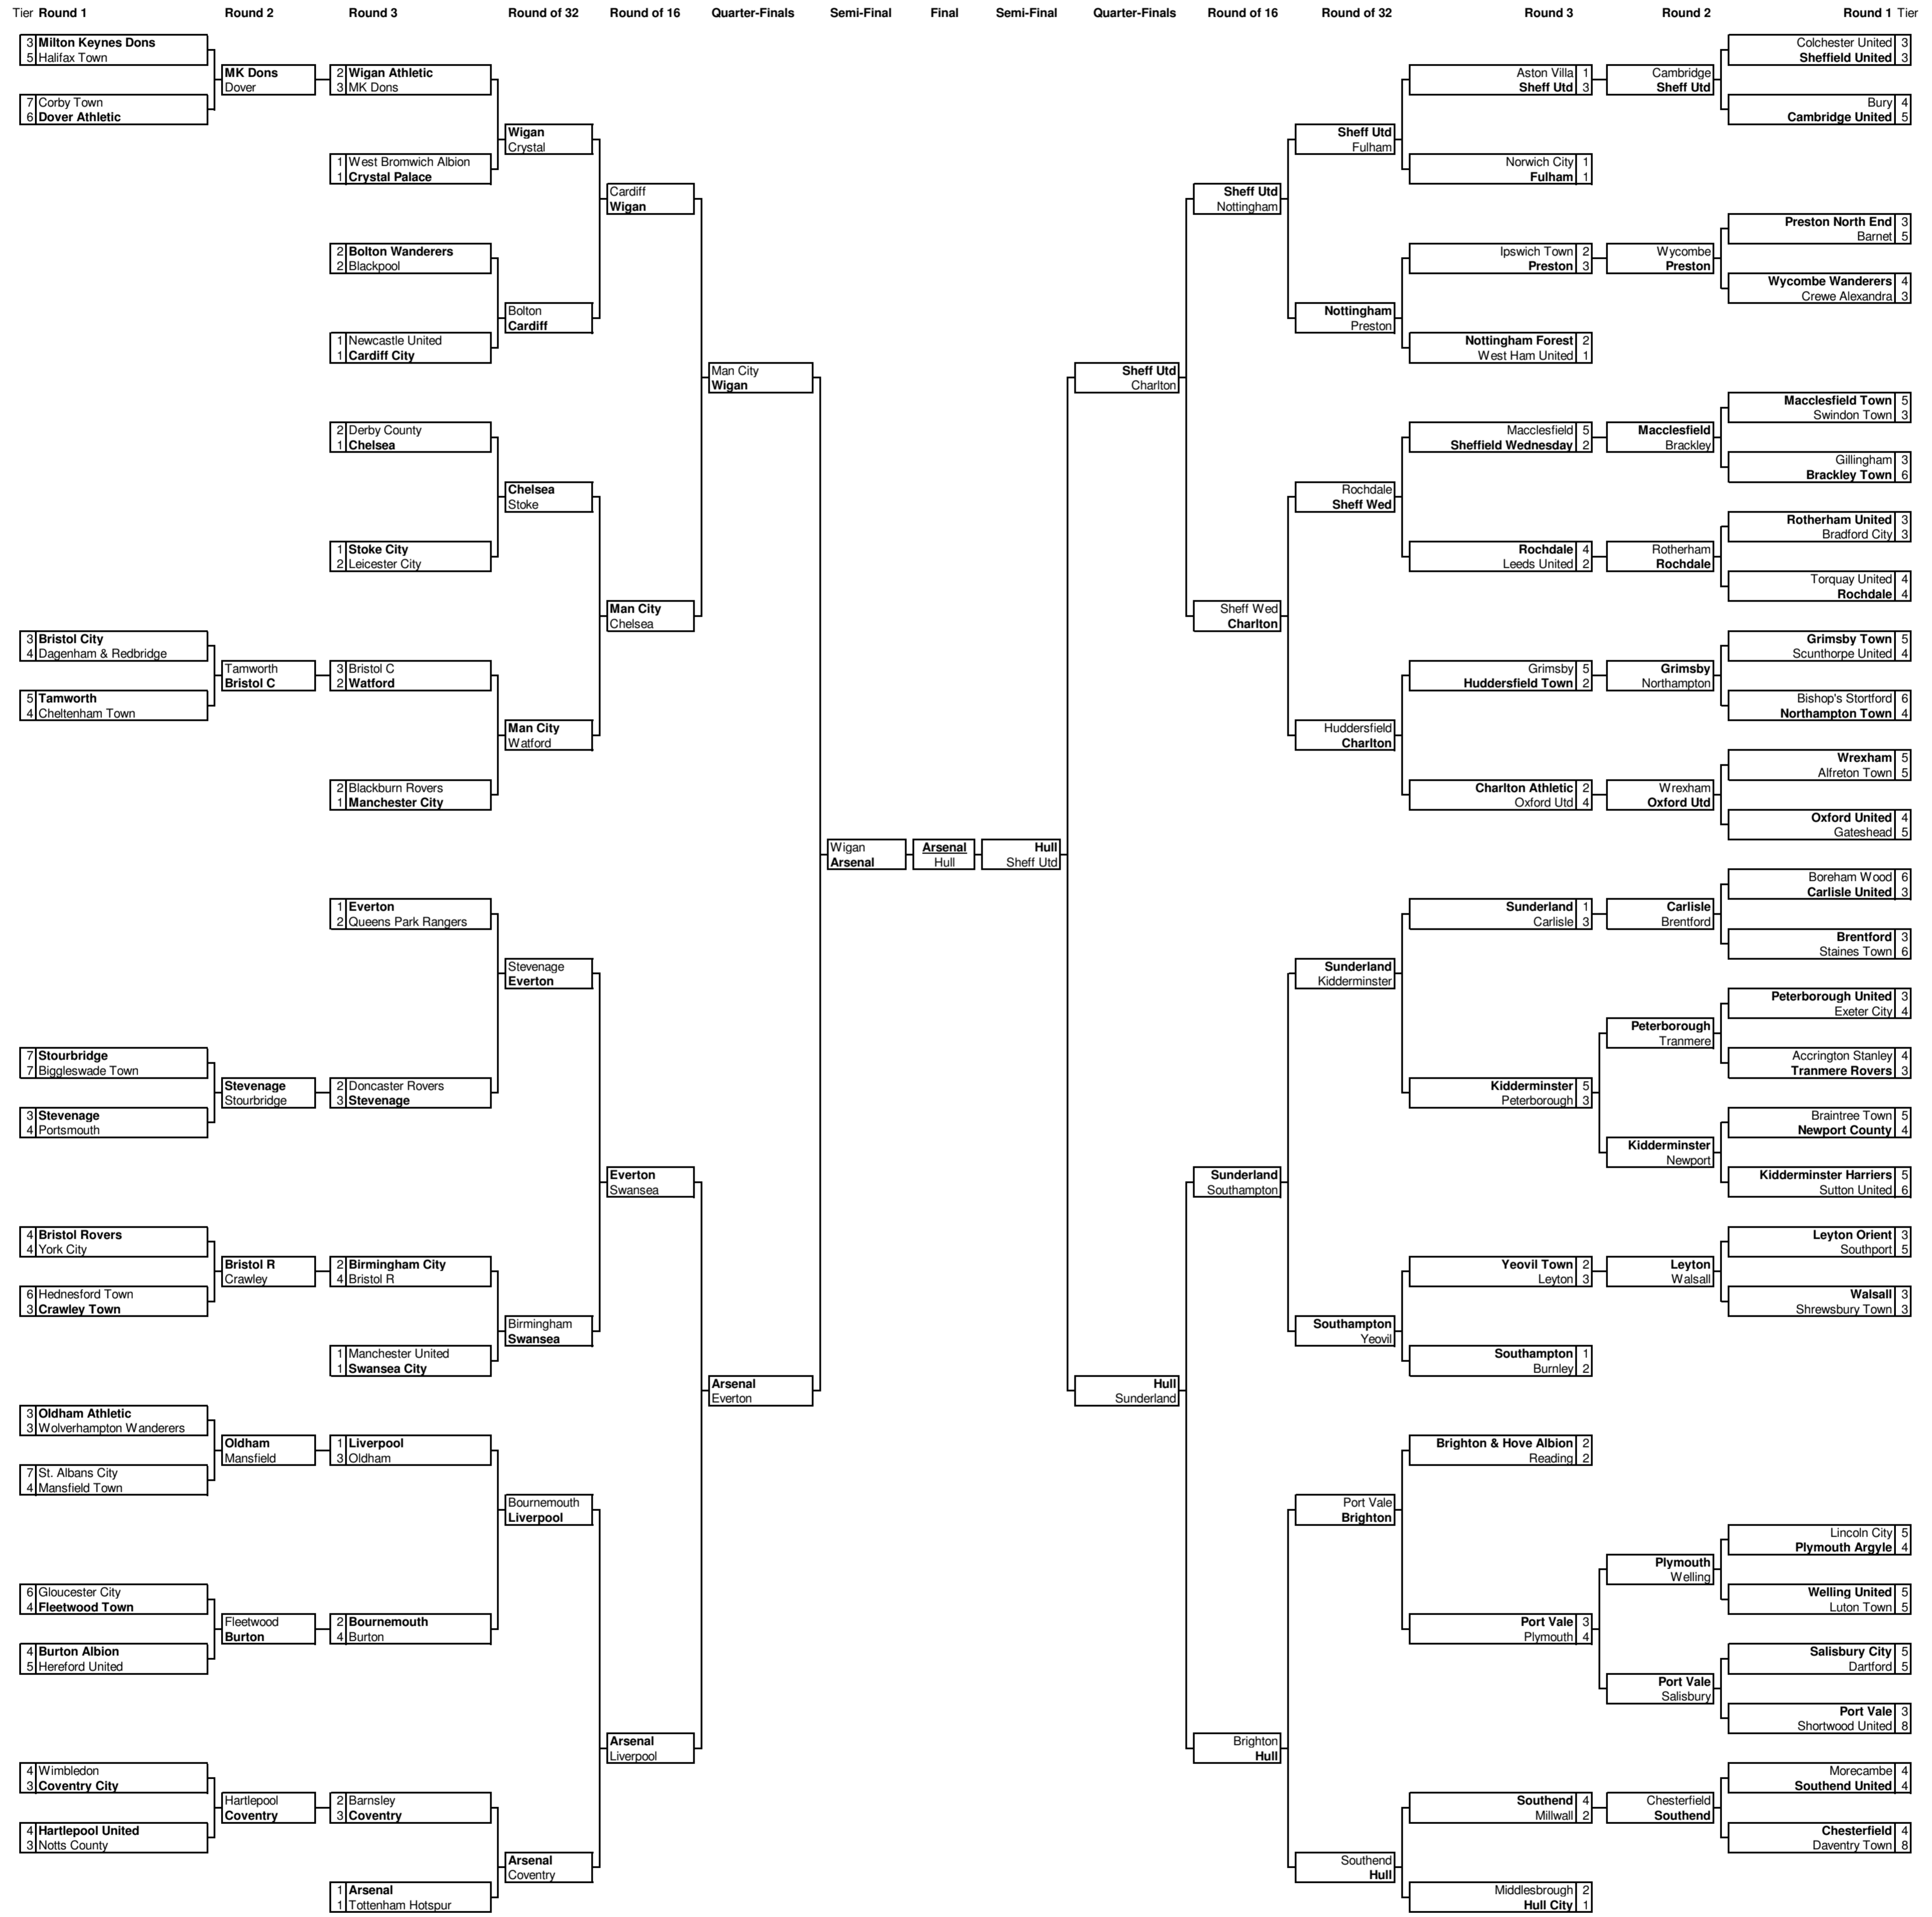 Tier Round 1 Round 2 Round 3 Round of 32 Round of 16 Quarter-Finals Semi-Final Final Semi-Final Quarter-Finals Round of 16 Round of 32 Round 3 Round 2 Round 1 Tier
3 Milton Keynes Dons
5 Halifax Town
7 Corby Town
6 Dover Athletic
3 Bristol City
4 Dagenham & Redbridge
5 Tamworth
4 Cheltenham Town
7 Stourbridge
7 Biggleswade Town
3 Stevenage
4 Portsmouth
4 Bristol Rovers
4 York City
6 Hednesford Town
3 Crawley Town
3 Oldham Athletic
3 Wolverhampton Wanderers
7 St. Albans City
4 Mansfield Town
6 Gloucester City
4 Fleetwood Town
4 Burton Albion
5 Hereford United
4 Wimbledon
3 Coventry City
4 Hartlepool United
3 Notts County
MK Dons
Dover
Tamworth
Bristol C
Stevenage
Stourbridge
Bristol R
Crawley
Oldham
Mansfield
Fleetwood
Burton
Hartlepool
Coventry
2 Wigan Athletic
3 MK Dons
1 West Bromwich Albion
1 Crystal Palace
2 Bolton Wanderers
2 Blackpool
1 Newcastle United
1 Cardiff City
2 Derby County
1 Chelsea
1 Stoke City
2 Leicester City
3 Bristol C
2 Watford
2 Blackburn Rovers
1 Manchester City
1 Everton
2 Queens Park Rangers
2 Doncaster Rovers
3 Stevenage
2 Birmingham City
4 Bristol R
1 Manchester United
1 Swansea City
1 Liverpool
3 Oldham
2 Bournemouth
4 Burton
2 Barnsley
3 Coventry
1 Arsenal
1 Tottenham Hotspur
Wigan
Crystal
Bolton
Cardiff
Chelsea
Stoke
Man City
Watford
Stevenage
Everton
Birmingham
Swansea
Bournemouth
Liverpool
Arsenal
Coventry
Cardiff
Wigan
Man City
Chelsea
Everton
Swansea
Arsenal
Liverpool
Man City
Wigan
Arsenal
Everton
Wigan
Arsenal
Arsenal
Hull
Hull
Sheff Utd
Sheff Utd
Charlton
Hull
Sunderland
Sheff Utd
Nottingham
Sheff Wed
Charlton
Sunderland
Southampton
Brighton
Hull
Sheff Utd
Fulham
Nottingham
Preston
Rochdale
Sheff Wed
Huddersfield
Charlton
Sunderland
Kidderminster
Southampton
Yeovil
Port Vale
Brighton
Southend
Hull
Aston Villa 1
Sheff Utd 3
Norwich City 1
Fulham 1
Ipswich Town 2
Preston 3
Nottingham Forest 2
West Ham United 1
Macclesfield 5
Sheffield Wednesday 2
Rochdale 4
Leeds United 2
Grimsby 5
Huddersfield Town 2
Charlton Athletic 2
Oxford Utd 4
Sunderland 1
Carlisle 3
Kidderminster 5
Peterborough 3
Yeovil Town 2
Leyton 3
Southampton 1
Burnley 2
Brighton & Hove Albion 2
Reading 2
Port Vale 3
Plymouth 4
Southend 4
Millwall 2
Middlesbrough 2
Hull City 1
Cambridge
Sheff Utd
Wycombe
Preston
Macclesfield
Brackley
Rotherham
Rochdale
Grimsby
Northampton
Wrexham
Oxford Utd
Carlisle
Brentford
Peterborough
Tranmere
Kidderminster
Newport
Leyton
Walsall
Plymouth
Welling
Port Vale
Salisbury
Chesterfield
Southend
Colchester United 3
Sheffield United 3
Bury 4
Cambridge United 5
Preston North End 3
Barnet 5
Wycombe Wanderers 4
Crewe Alexandra 3
Macclesfield Town 5
Swindon Town 3
Gillingham 3
Brackley Town 6
Rotherham United 3
Bradford City 3
Torquay United 4
Rochdale 4
Grimsby Town 5
Scunthorpe United 4
Bishop's Stortford 6
Northampton Town 4
Wrexham 5
Alfreton Town 5
Oxford United 4
Gateshead 5
Boreham Wood 6
Carlisle United 3
Brentford 3
Staines Town 6
Peterborough United 3
Exeter City 4
Accrington Stanley 4
Tranmere Rovers 3
Braintree Town 5
Newport County 4
Kidderminster Harriers 5
Sutton United 6
Leyton Orient 3
Southport 5
Walsall 3
Shrewsbury Town 3
Lincoln City 5
Plymouth Argyle 4
Welling United 5
Luton Town 5
Salisbury City 5
Dartford 5
Port Vale 3
Shortwood United 8
Morecambe 4
Southend United 4
Chesterfield 4
Daventry Town 8